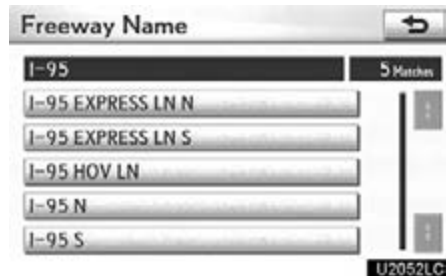 Freeway Name
I-95
5 Matches
I-95 EXPRESS LN N
I-95 EXPRESS LN S
I-95 HOV LN
I-95 N
I-95 S
U2052LC